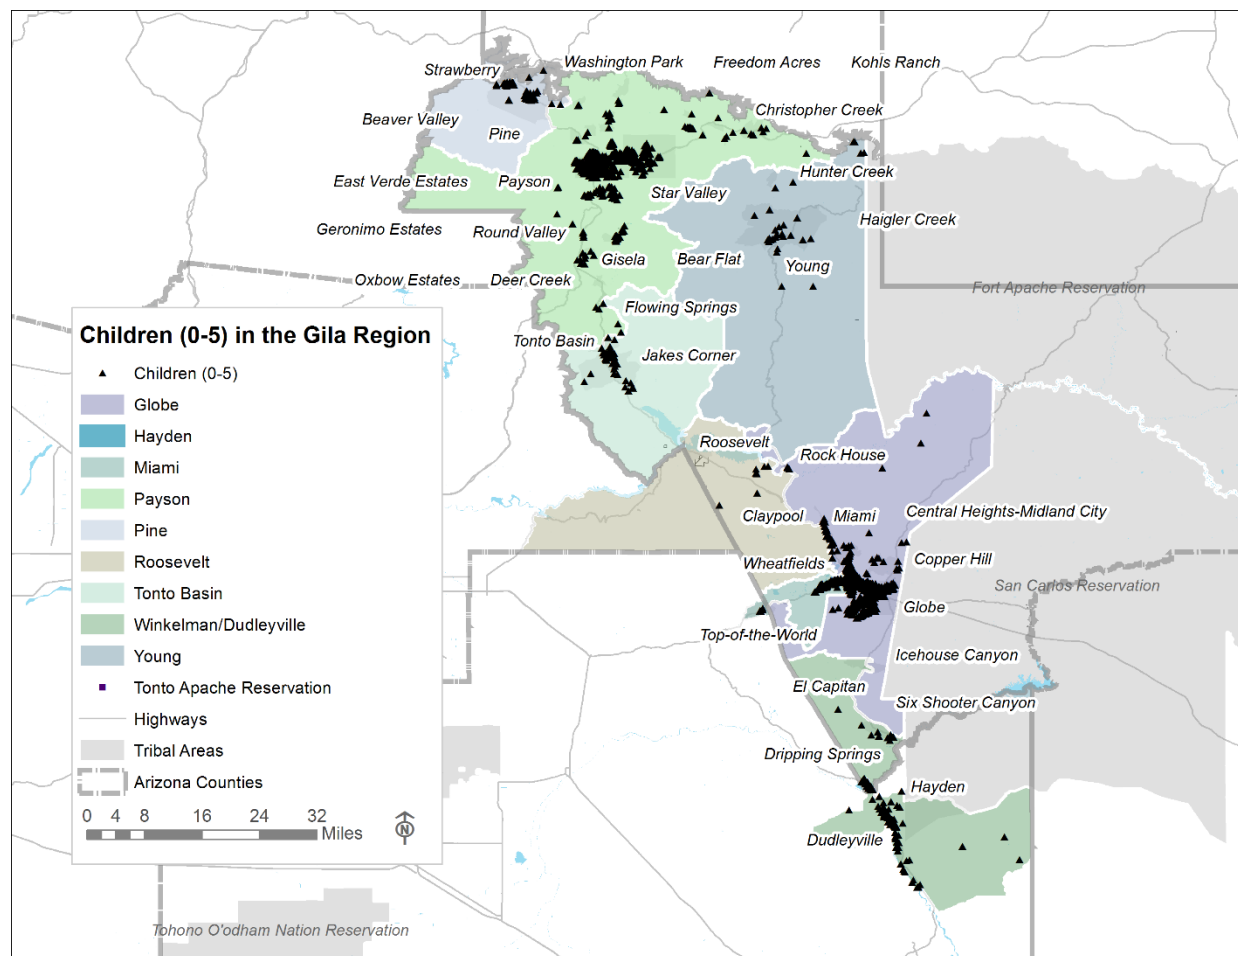 Strawberry
Washington Park
Freedom Acres
Kohls Ranch
Beaver Valley
Pine
Christopher Creek
East Verde Estates
Payson
Star Valley
Hunter Creek
Geronimo Estates
Round Valley
Haigler Creek
Oxbow Estates
Deer Creek
Gisela
Bear Flat
Young
Fort Apache Reservation
Flowing Springs
Tonto Basin
Jakes Corner
Children (0-5) in the Gila Region
Children (0-5)
Globe
Hayden
Miami
Payson
Pine
Roosevelt
Tonto Basin
Winkelman/Dudleyville
Young
Tonto Apache Reservation
Highways
Tribal Areas
Arizona Counties
0 4 8 16 24 32
Miles
N
Roosevelt
Rock House
Claypool
Miami
Central Heights-Midland City
Wheatfields
Copper Hill
San Carlos Reservation
Globe
Top-of-the-World
Icehouse Canyon
El Capitan
Six Shooter Canyon
Dripping Springs
Hayden
Dudleyville
Tohono O'odham Nation Reservation